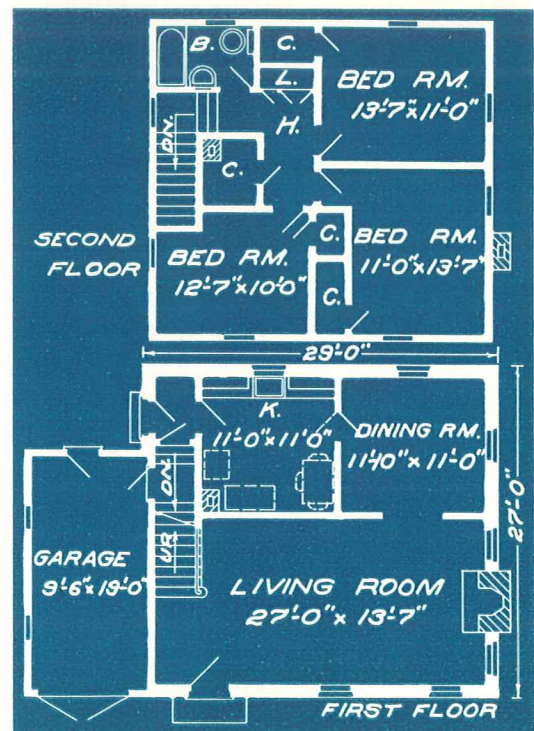 B.
C.
L.
BED RM.
13'-7"x11'-0"
H.
DN.
C.
SECOND
FLOOR
BED RM.
12'-7"x10'-0"
C.
BED RM.
11'-0"x13'-7"
C.
29'-0"
K.
11'-0"x11'0"
DINING RM.
11'10"x11'-0"
27'-0"
DN.
UP.
GARAGE
9'-6"x19'-0"
LIVING ROOM
27'-0"x13'-7"
FIRST FLOOR